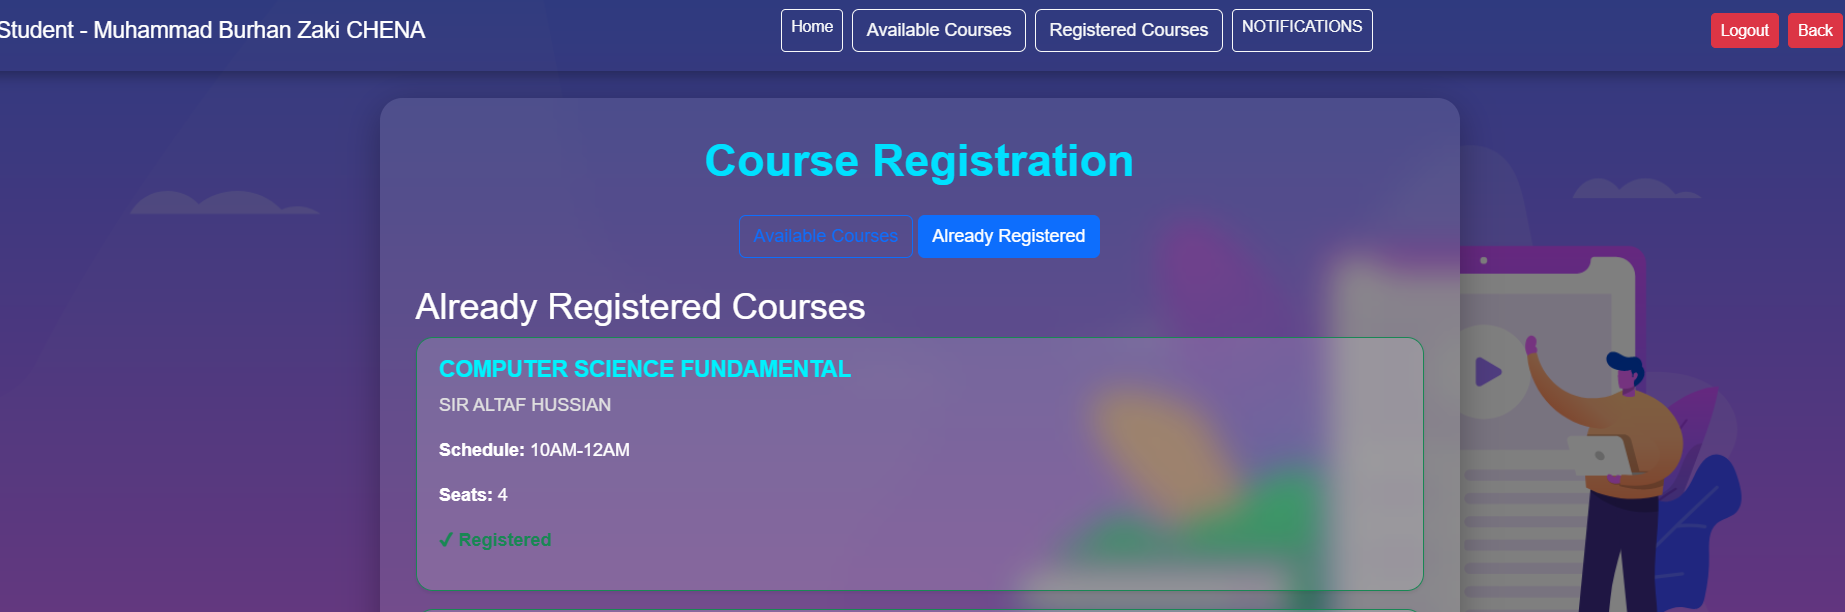 Student - Muhammad Burhan Zaki CHENA
Home
Available Courses
Registered Courses
NOTIFICATIONS
Logout
Back
Course Registration
Available Courses
Already Registered
Already Registered Courses
COMPUTER SCIENCE FUNDAMENTAL
SIR ALTAF HUSSIAN
Schedule: 10AM-12AM
Seats: 4
✓ Registered